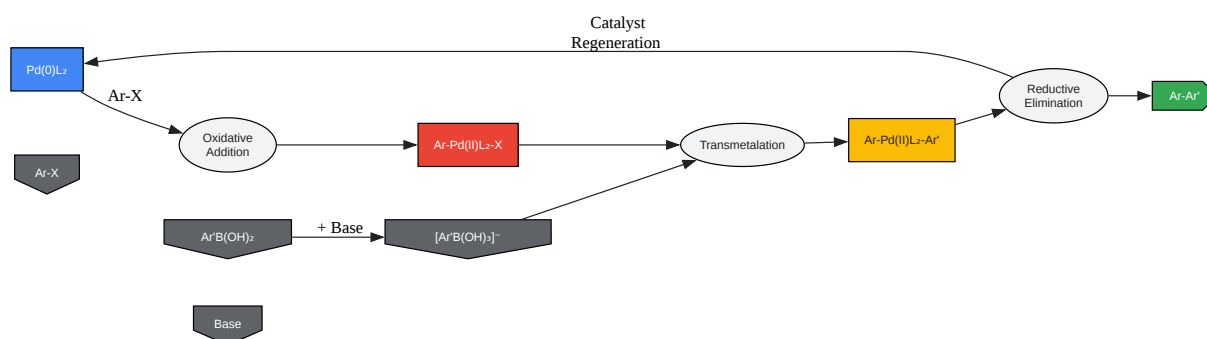 Catalyst
Regeneration
Pd(0)L₂
Ar-X
Oxidative
Addition
Ar-Pd(II)L₂-X
Transmetalation
Ar-Pd(II)L₂-Ar'
Reductive
Elimination
Ar-Ar'
Ar-X
Ar'B(OH)₂
+ Base
[Ar'B(OH)₃]⁻
Base